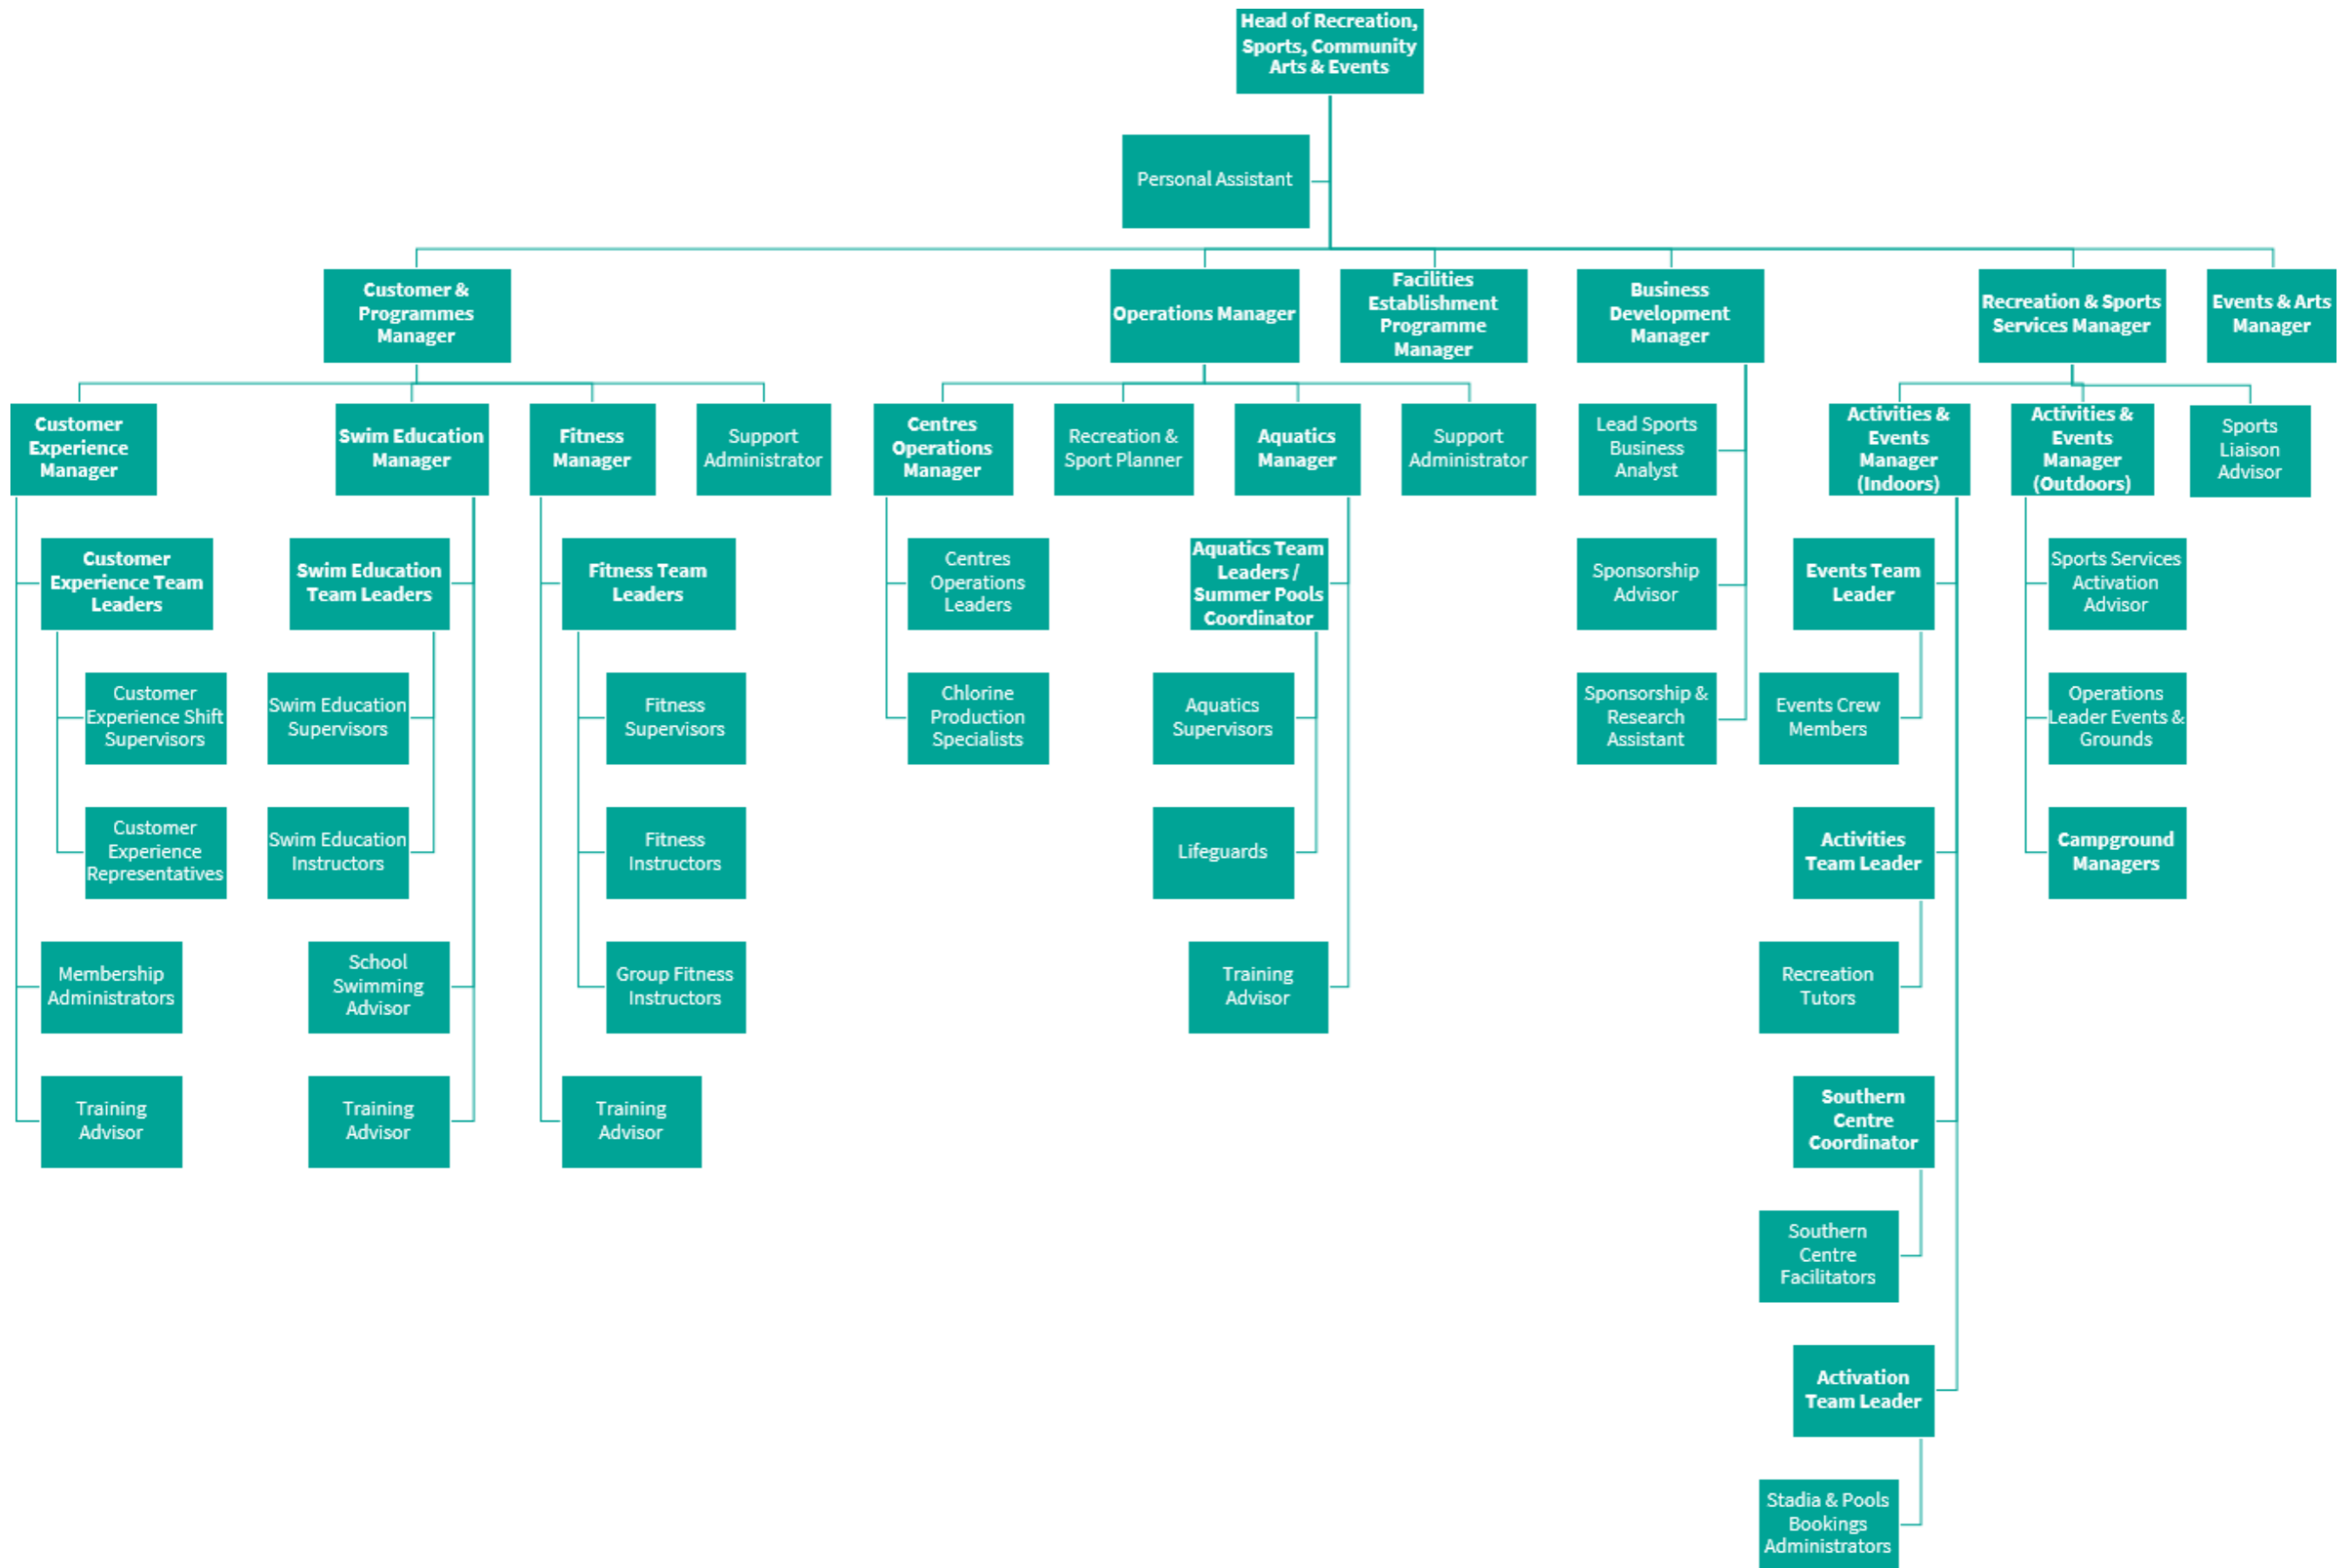 Head of Recreation,
Sports, Community
Arts & Events
Personal Assistant
Customer &
Programmes
Manager
Operations Manager
Facilities
Establishment
Programme
Manager
Business
Development
Manager
Recreation & Sports
Services Manager
Events & Arts
Manager
Customer
Experience
Manager
Swim Education
Manager
Fitness
Manager
Support
Administrator
Centres
Operations
Manager
Recreation &
Sport Planner
Aquatics
Manager
Support
Administrator
Lead Sports
Business
Analyst
Activities &
Events
Manager
(Indoors)
Activities &
Events
Manager
(Outdoors)
Sports
Liaison
Advisor
Customer
Experience Team
Leaders
Swim Education
Team Leaders
Fitness Team
Leaders
Centres
Operations
Leaders
Aquatics Team
Leaders /
Summer Pools
Coordinator
Sponsorship
Advisor
Events Team
Leader
Sports Services
Activation
Advisor
Customer
Experience Shift
Supervisors
Swim Education
Supervisors
Fitness
Supervisors
Chlorine
Production
Specialists
Aquatics
Supervisors
Sponsorship &
Research
Assistant
Events Crew
Members
Operations
Leader Events &
Grounds
Customer
Experience
Representatives
Swim Education
Instructors
Fitness
Instructors
Lifeguards
Activities
Team Leader
Campground
Managers
Membership
Administrators
School
Swimming
Advisor
Group Fitness
Instructors
Training
Advisor
Recreation
Tutors
Training
Advisor
Training
Advisor
Training
Advisor
Southern
Centre
Coordinator
Southern
Centre
Facilitators
Activation
Team Leader
Stadia & Pools
Bookings
Administrators